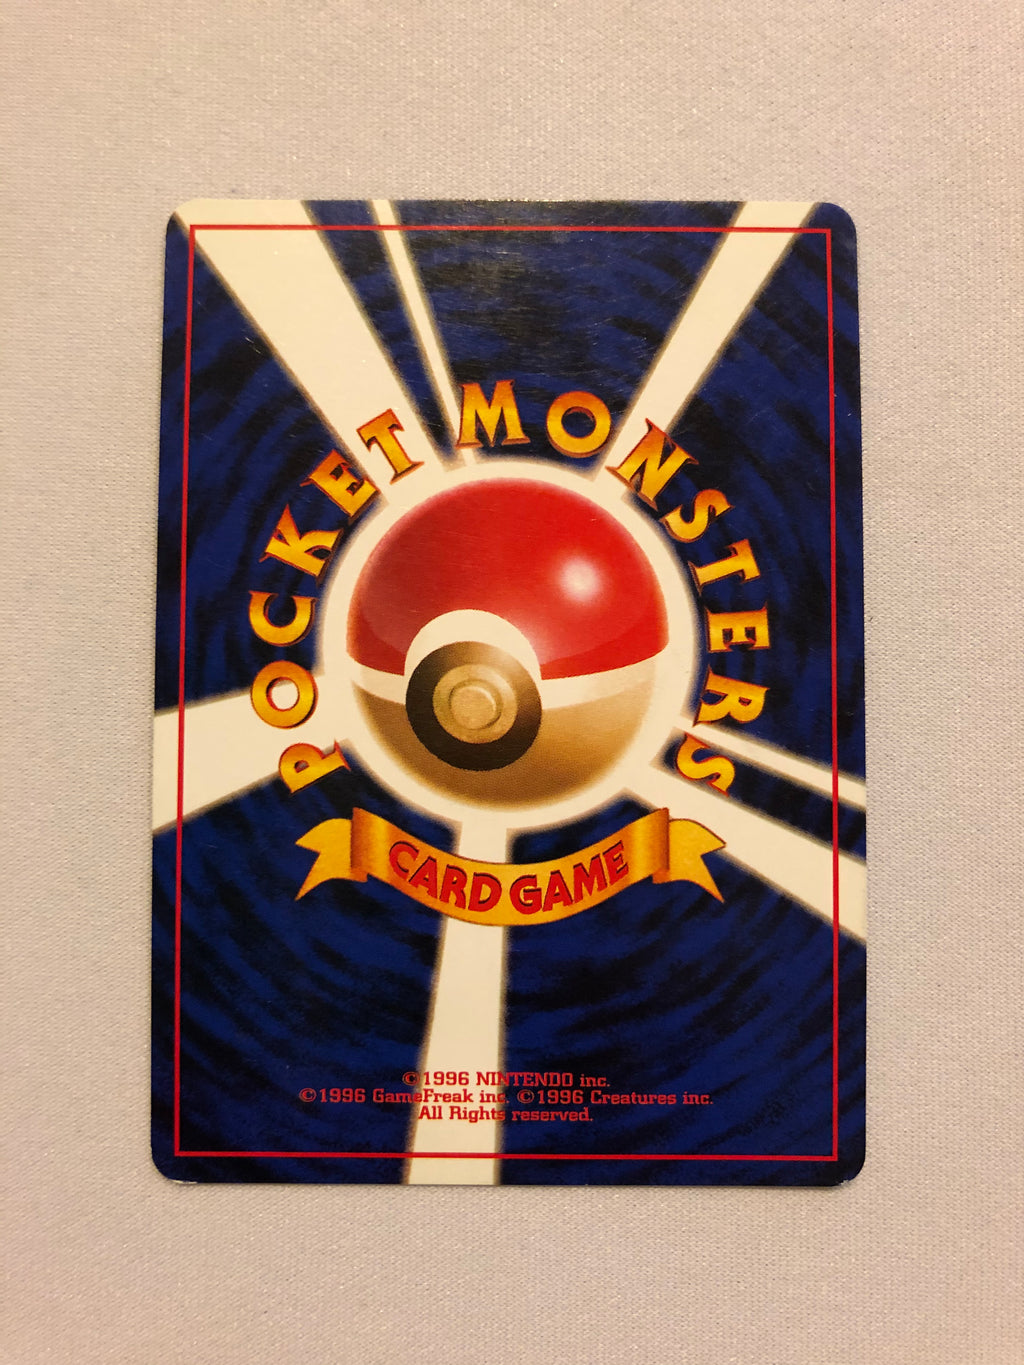 POCKET MONSTERS
CARD GAME
©1996 NINTENDO inc.
©1996 GameFreak inc. ©1996 Creatures inc.
All Rights reserved.